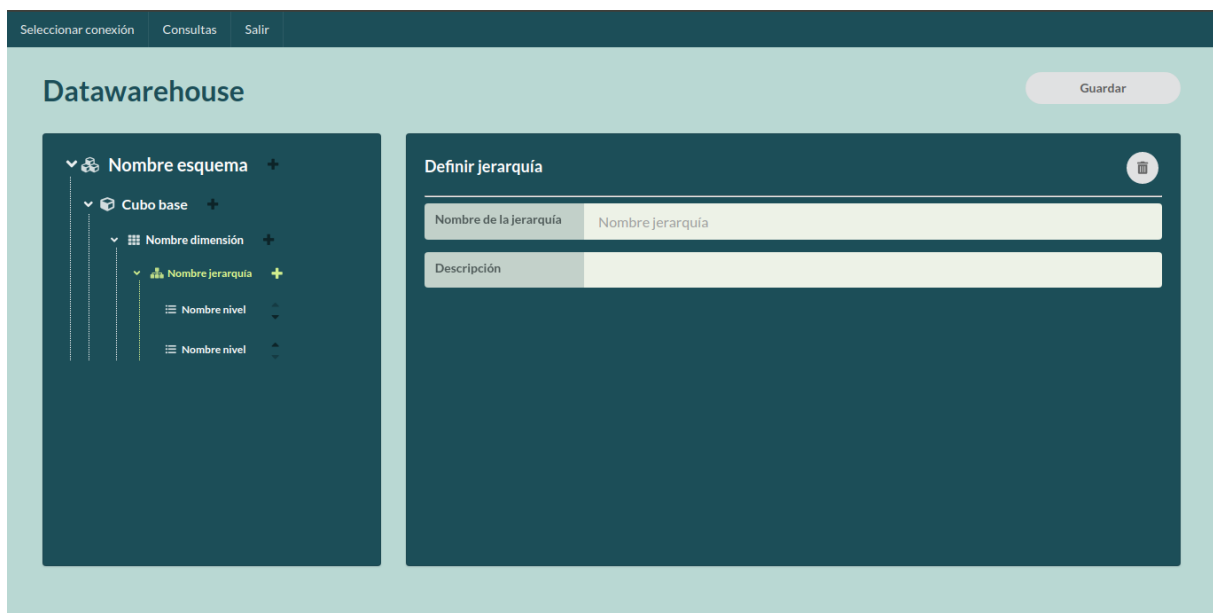 Seleccionar conexión Consultas Salir
Datawarehouse
Guardar
Nombre esquema
Cubo base
Nombre dimensión
Nombre jerarquía
Nombre nivel
Nombre nivel
Definir jerarquía
Nombre de la jerarquía Nombre jerarquía
Descripción